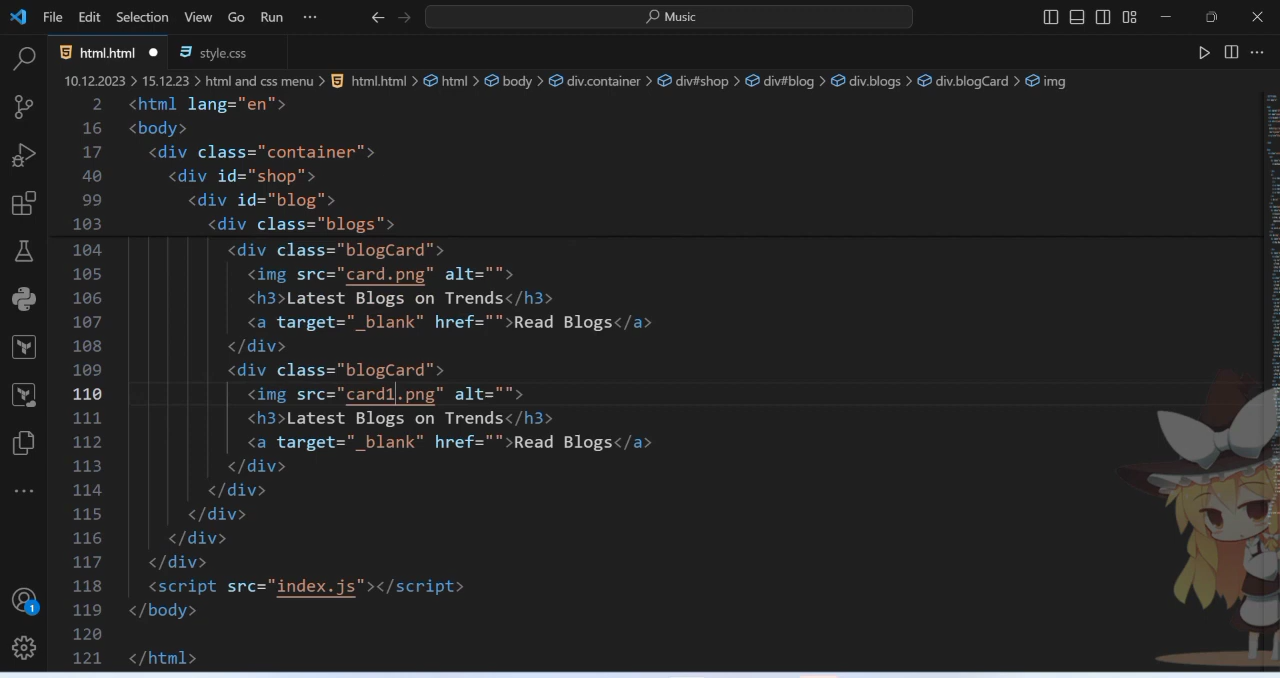 File Edit Selection View Go Run ··· Music
html.html style.css
10.12.2023 > 15.12.23 > html and css menu > html.html > html > body > div.container > div#shop > div#blog > div.blogs > div.blogCard > img
2 <html lang="en">
16 <body>
17 <div class="container">
40 <div id="shop">
99 <div id="blog">
103 <div class="blogs">
104 <div class="blogCard">
105 <img src="card.png" alt="">
106 <h3>Latest Blogs on Trends</h3>
107 <a target="_blank" href="">Read Blogs</a>
108 </div>
109 <div class="blogCard">
110 <img src="card1.png" alt="">
111 <h3>Latest Blogs on Trends</h3>
112 <a target="_blank" href="">Read Blogs</a>
113 </div>
114 </div>
115 </div>
116 </div>
117 </div>
118 <script src="index.js"></script>
119 </body>
120
121 </html>
1